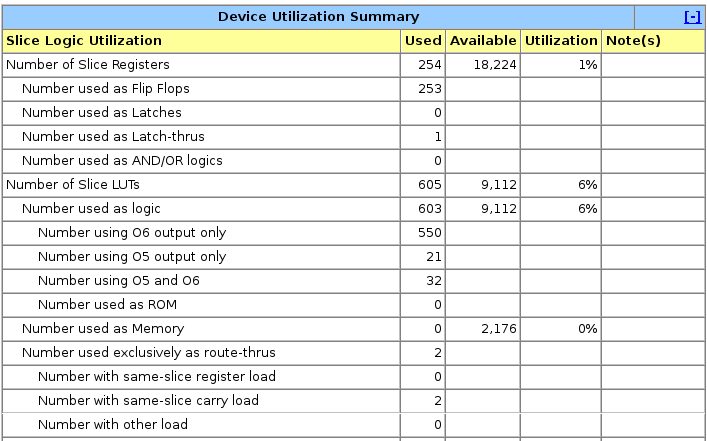 Device Utilization Summary [-]
Slice Logic Utilization Used Available Utilization Note(s)
Number of Slice Registers 254 18,224 1%
Number used as Flip Flops 253
Number used as Latches 0
Number used as Latch-thrus 1
Number used as AND/OR logics 0
Number of Slice LUTs 605 9,112 6%
Number used as logic 603 9,112 6%
Number using O6 output only 550
Number using O5 output only 21
Number using O5 and O6 32
Number used as ROM 0
Number used as Memory 0 2,176 0%
Number used exclusively as route-thrus 2
Number with same-slice register load 0
Number with same-slice carry load 2
Number with other load 0